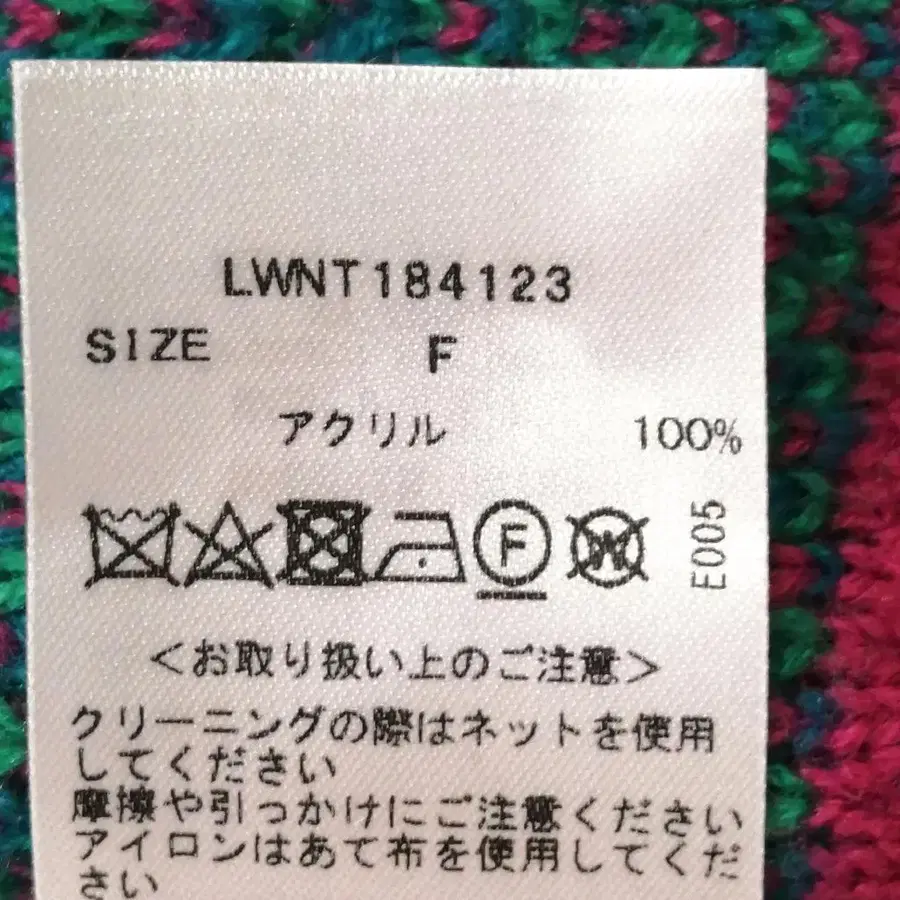 LWNT184123
SIZE F
アクリル 100%
F W E005
＜お取り扱い上のご注意＞
クリーニングの際はネットを使用
してください
摩擦や引っかけにご注意ください
アイロンはあて布を使用してくだ
さい